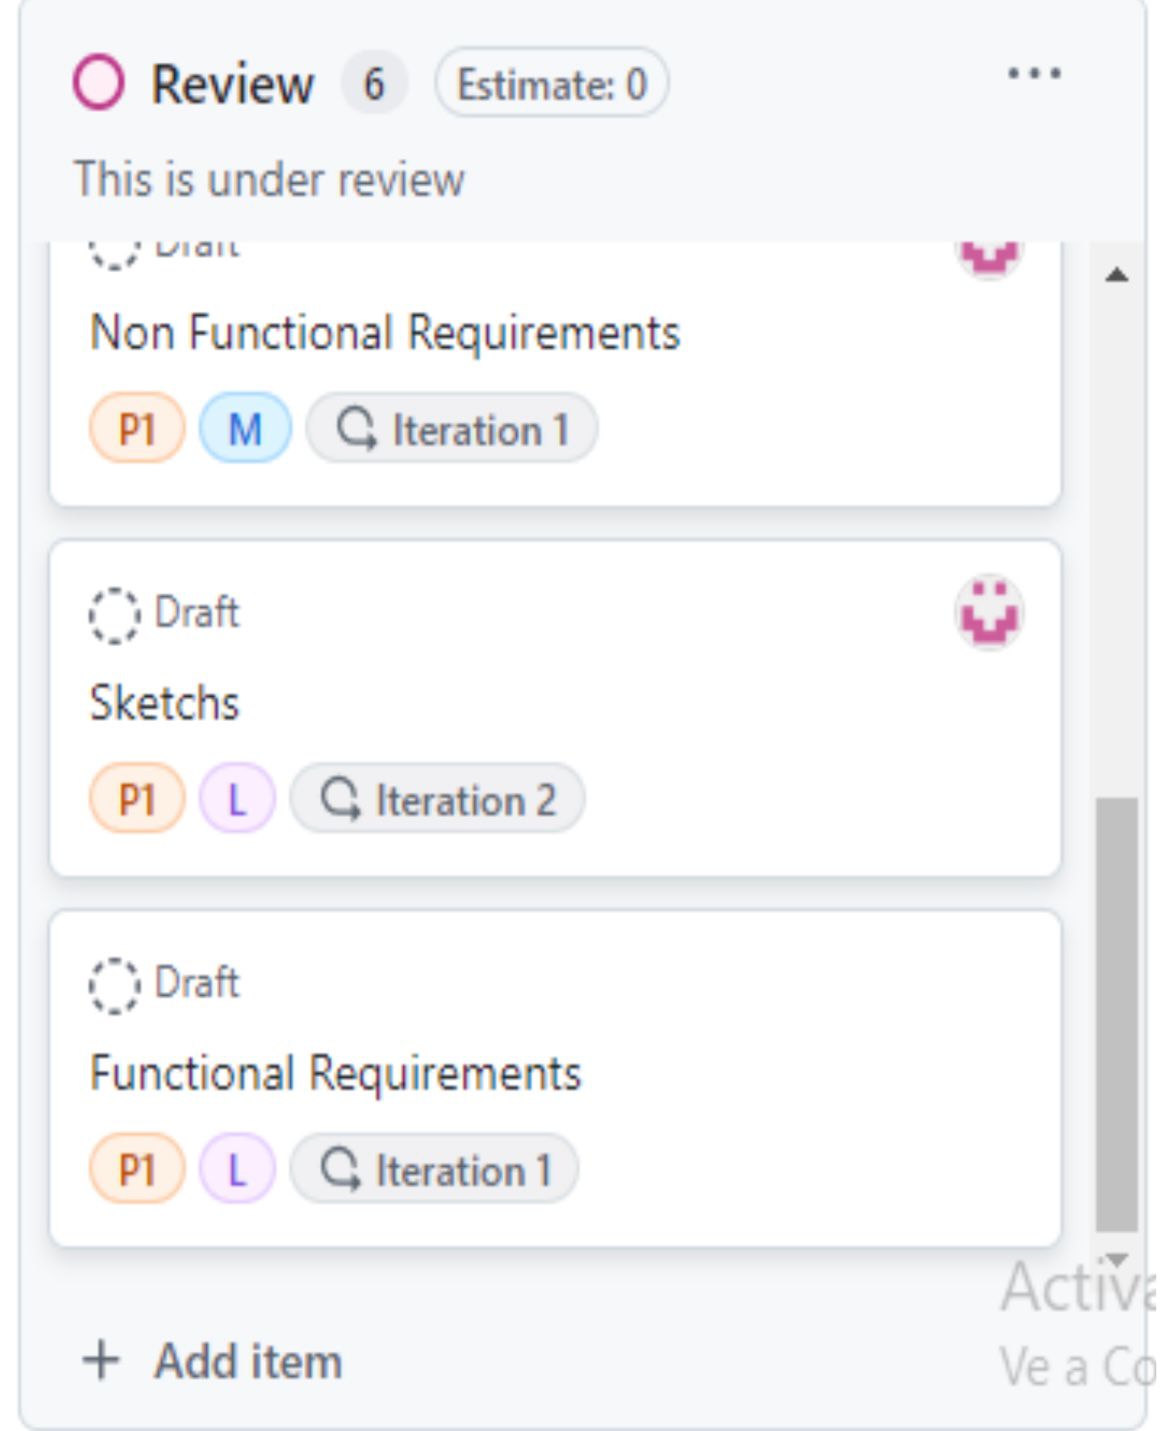 Review 6 Estimate: 0
This is under review
Draft
Non Functional Requirements
P1 M Iteration 1
Draft
Sketchs
P1 L Iteration 2
Draft
Functional Requirements
P1 L Iteration 1
Activa
+ Add item
Ve a Co